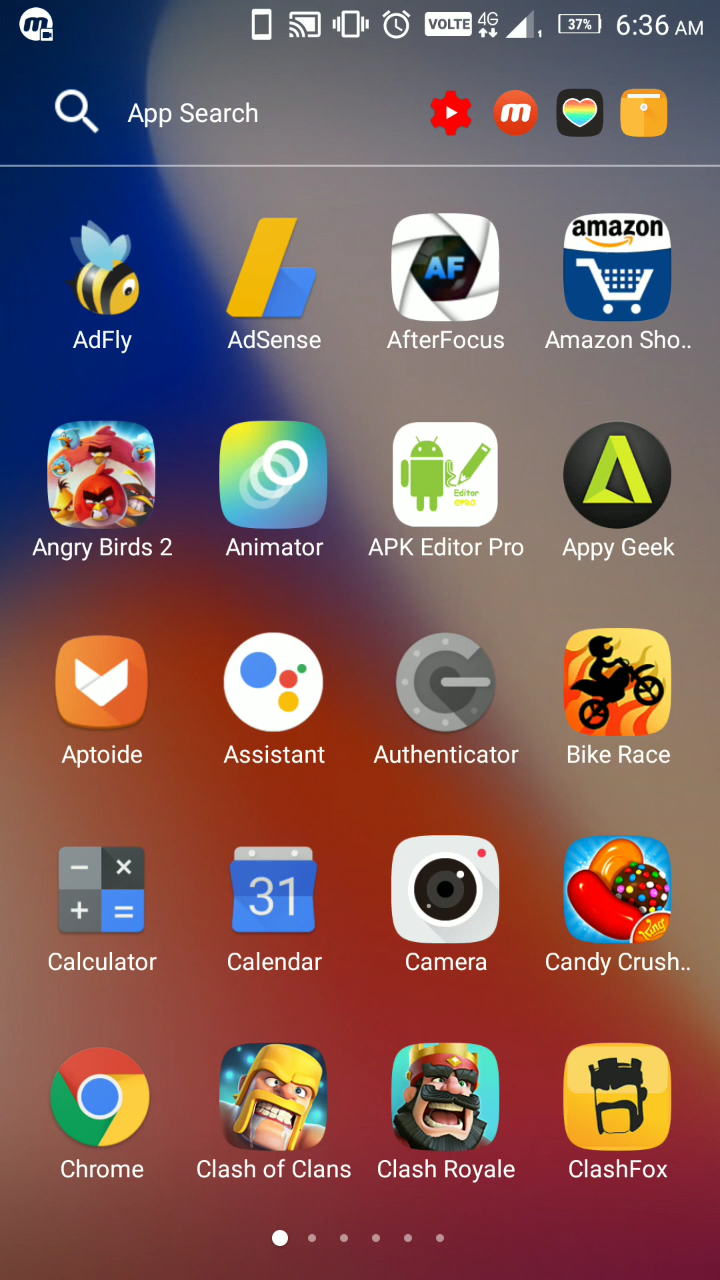 m
VOLTE 4G 37% 6:36 AM
App Search
m
AF
amazon
AdFly AdSense AfterFocus Amazon Sho..
Editor
Angry Birds 2 Animator APK Editor Pro Appy Geek
Aptoide Assistant Authenticator Bike Race
31
King
Calculator Calendar Camera Candy Crush..
Chrome Clash of Clans Clash Royale ClashFox